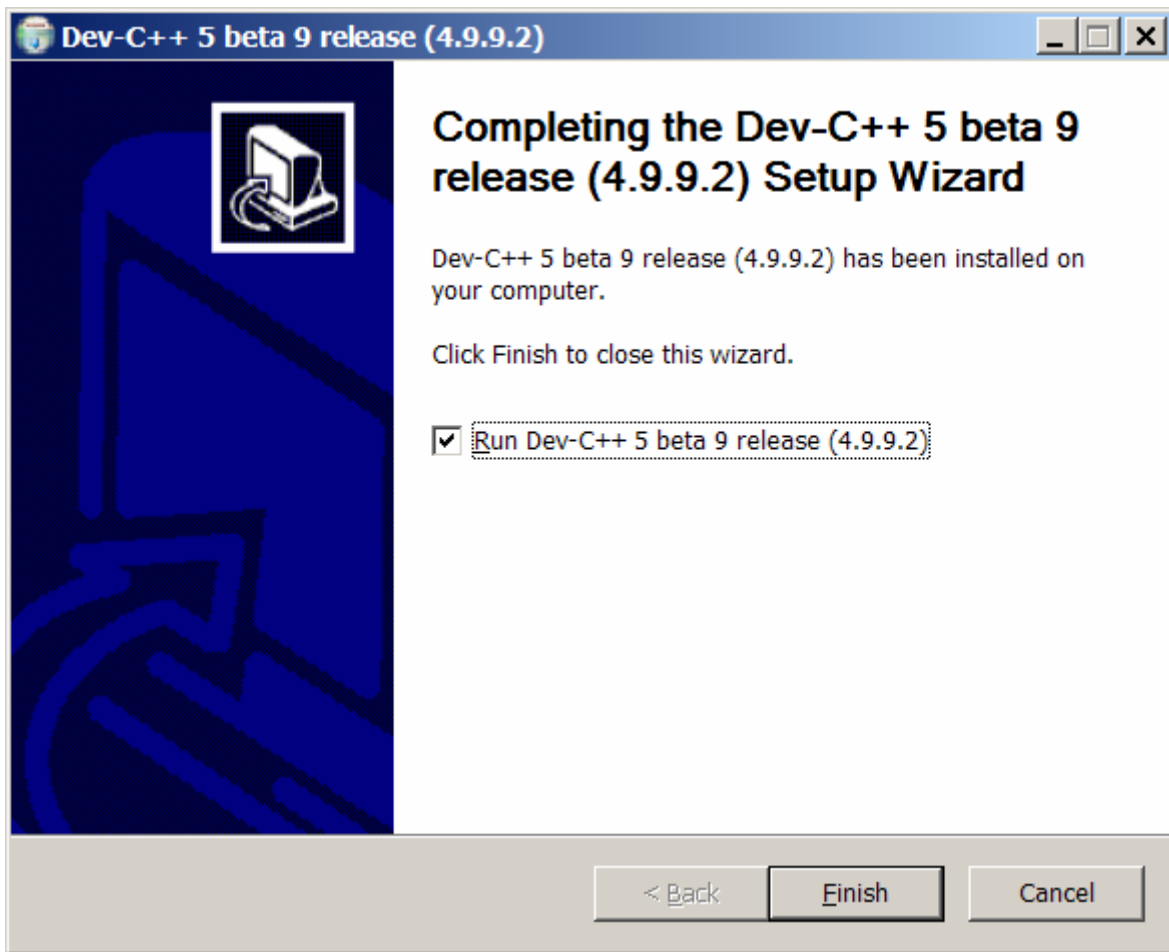 Dev-C++ 5 beta 9 release (4.9.9.2)
Completing the Dev-C++ 5 beta 9
release (4.9.9.2) Setup Wizard
Dev-C++ 5 beta 9 release (4.9.9.2) has been installed on
your computer.
Click Finish to close this wizard.
Run Dev-C++ 5 beta 9 release (4.9.9.2)
< Back
Finish
Cancel